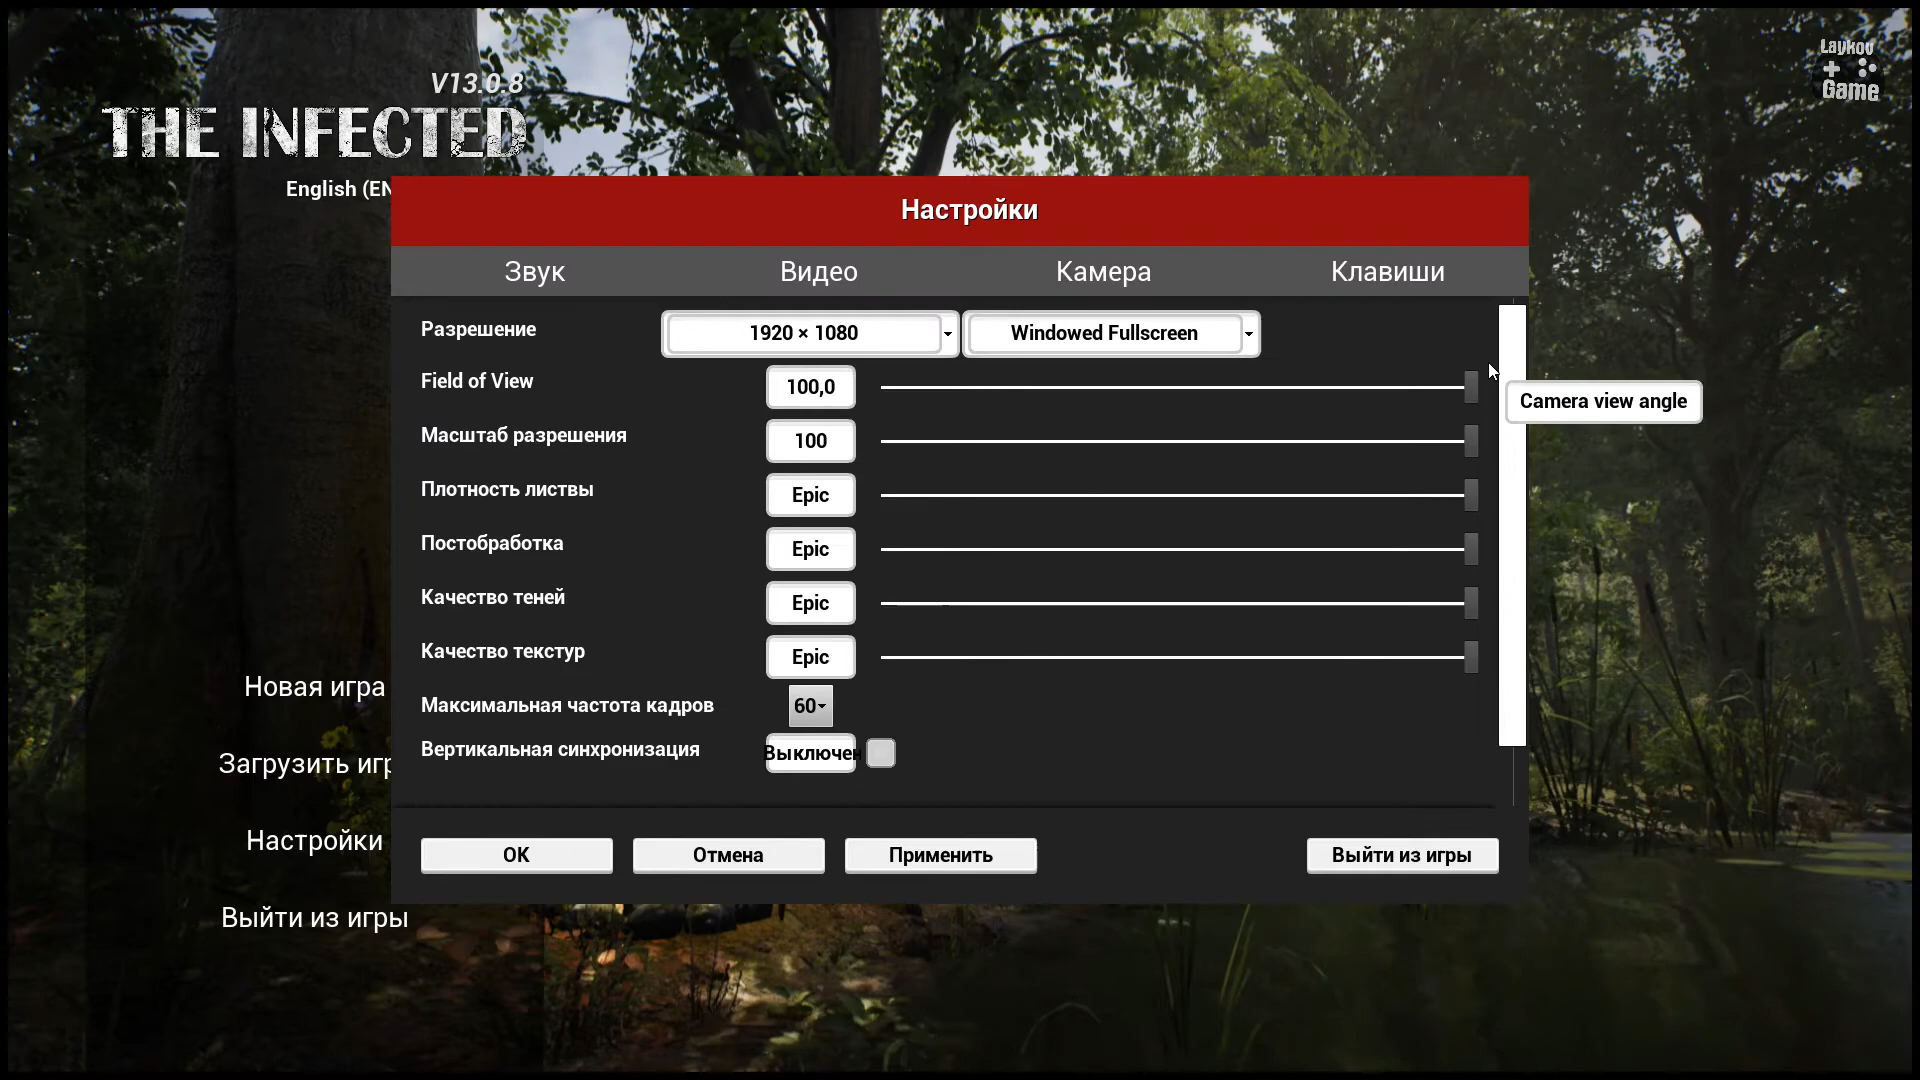 V13.0.8
THE INFECTED
English (EN
Laykov
Game
Настройки
Звук Видео Камера Клавиши
Разрешение 1920 × 1080 Windowed Fullscreen
Field of View 100,0
Camera view angle
Масштаб разрешения 100
Плотность листвы Epic
Постобработка Epic
Качество теней Epic
Качество текстур Epic
Максимальная частота кадров 60
Вертикальная синхронизация Выключен
OK Отмена Применить Выйти из игры
Новая игра
Загрузить игр
Настройки
Выйти из игры